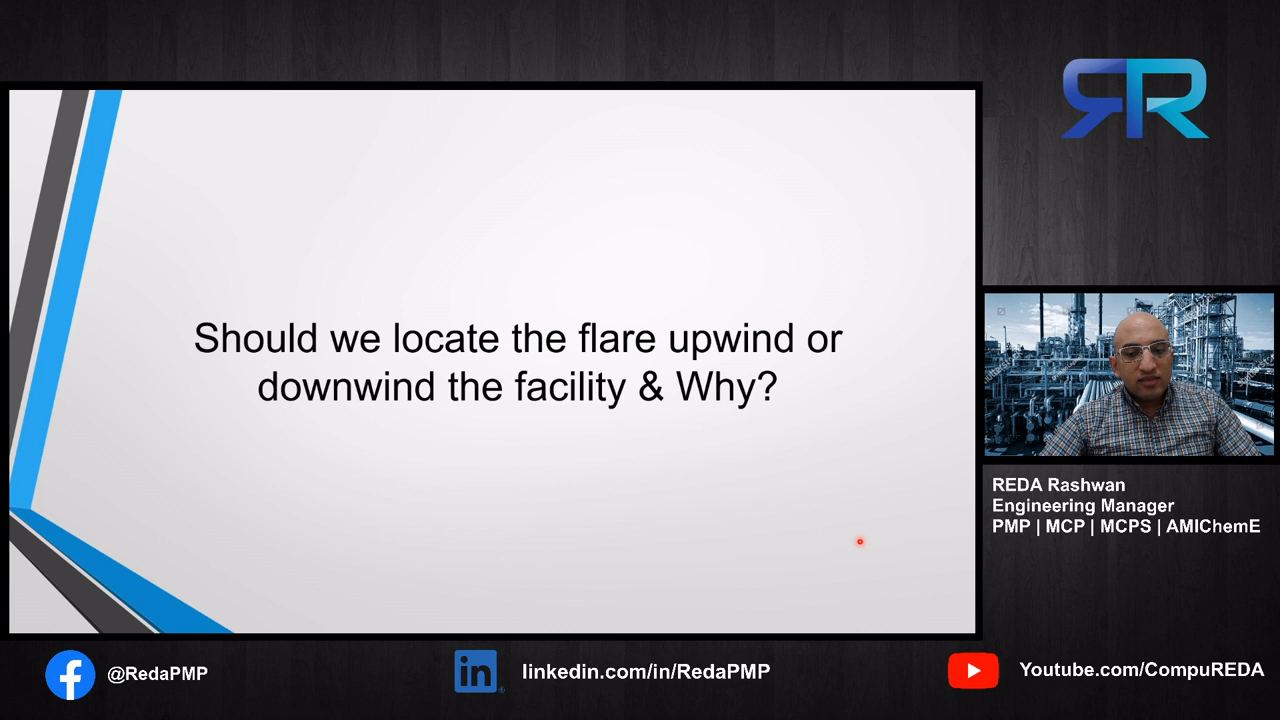 Should we locate the flare upwind or
downwind the facility & Why?
REDA Rashwan
Engineering Manager
PMP | MCP | MCPS | AMIChemE
@RedaPMP
in
linkedin.com/in/RedaPMP
Youtube.com/CompuREDA